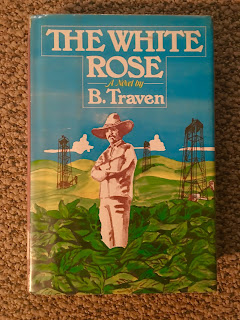 THE WHITE
ROSE
A Novel by
B. Traven